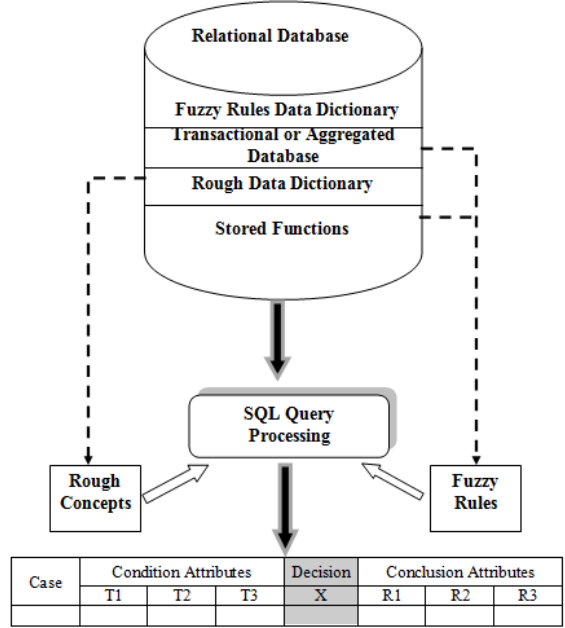 Relational Database
Fuzzy Rules Data Dictionary
Transactional or Aggregated
Database
Rough Data Dictionary
Stored Functions
SQL Query
Processing
Rough
Concepts
Fuzzy
Rules
Case
Condition Attributes
Decision
Conclusion Attributes
T1 T2 T3 X R1 R2 R3